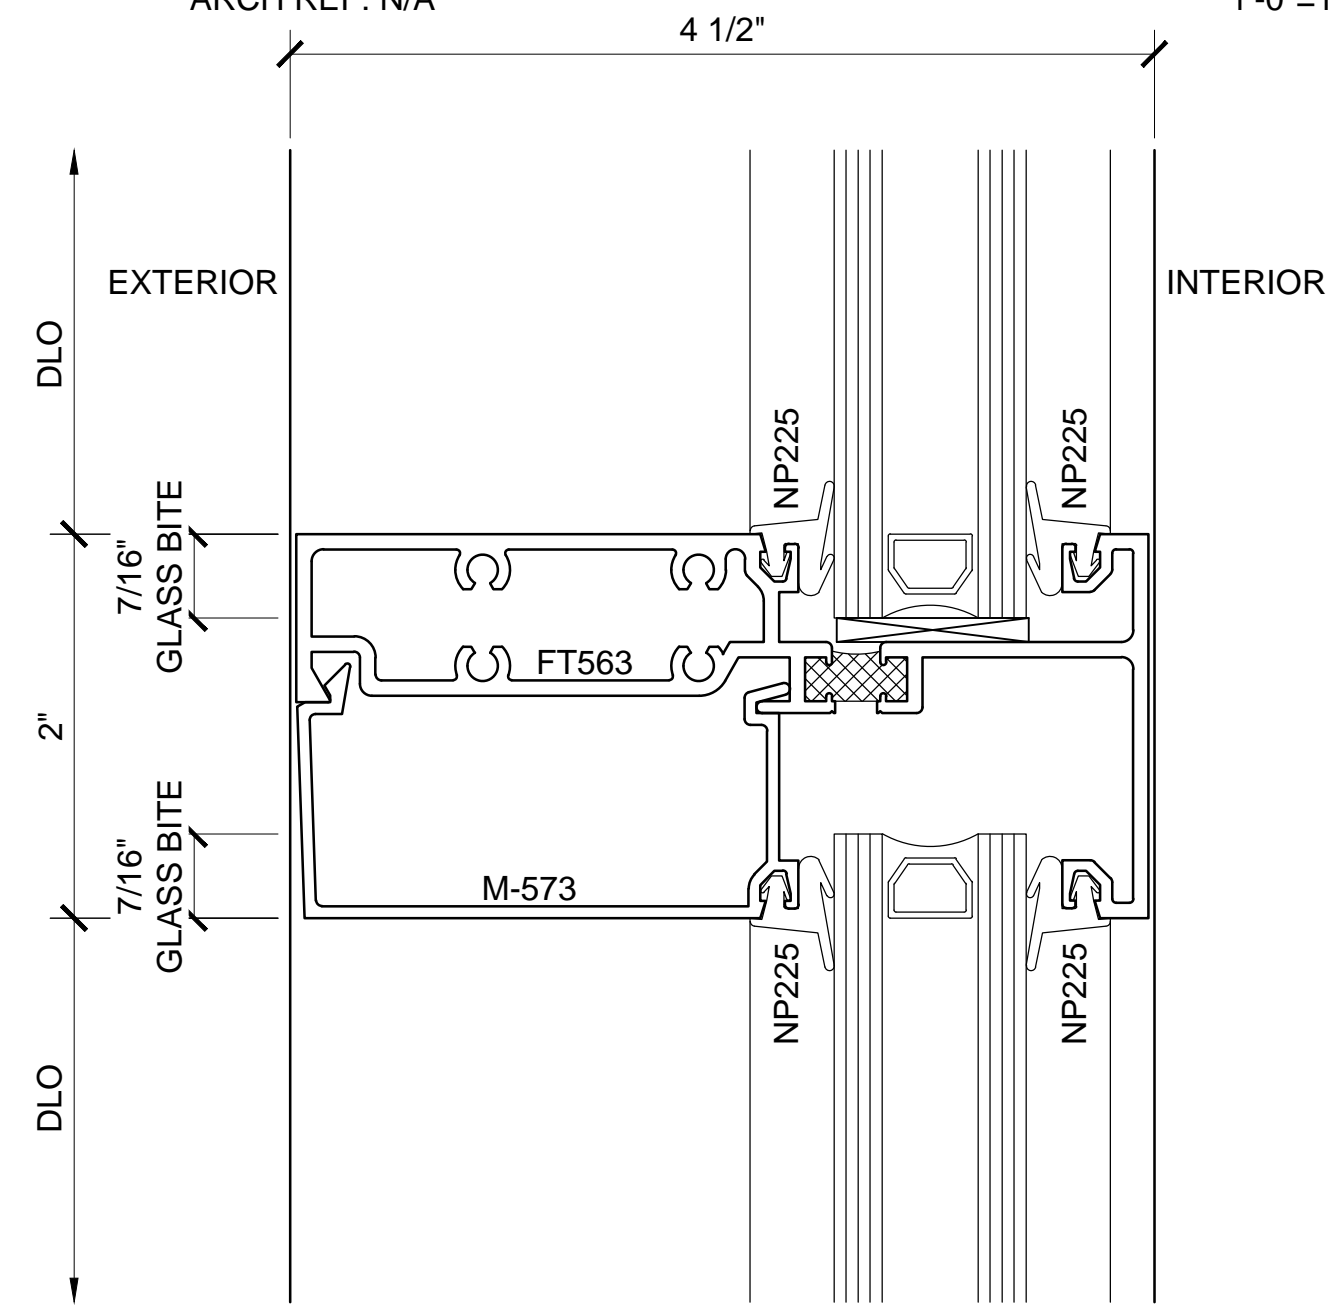 ARCH REF: N/A
4 1/2"
EXTERIOR
INTERIOR
DLO
NP225
NP225
7/16"
GLASS BITE
FT563
2"
7/16"
GLASS BITE
M-573
NP225
NP225
DLO